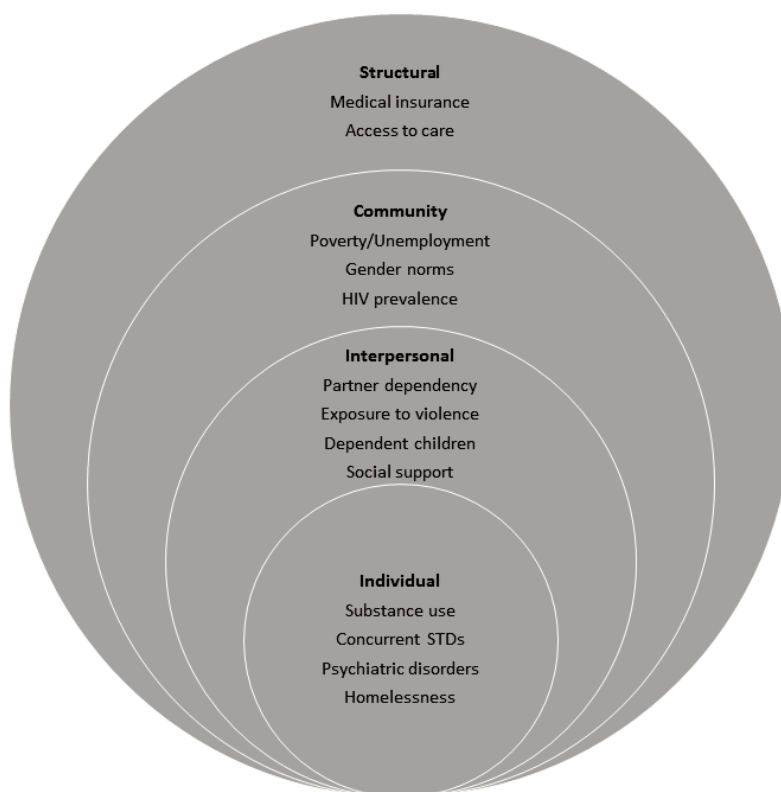 Structural
Medical insurance
Access to care
Community
Poverty/Unemployment
Gender norms
HIV prevalence
Interpersonal
Partner dependency
Exposure to violence
Dependent children
Social support
Individual
Substance use
Concurrent STDs
Psychiatric disorders
Homelessness